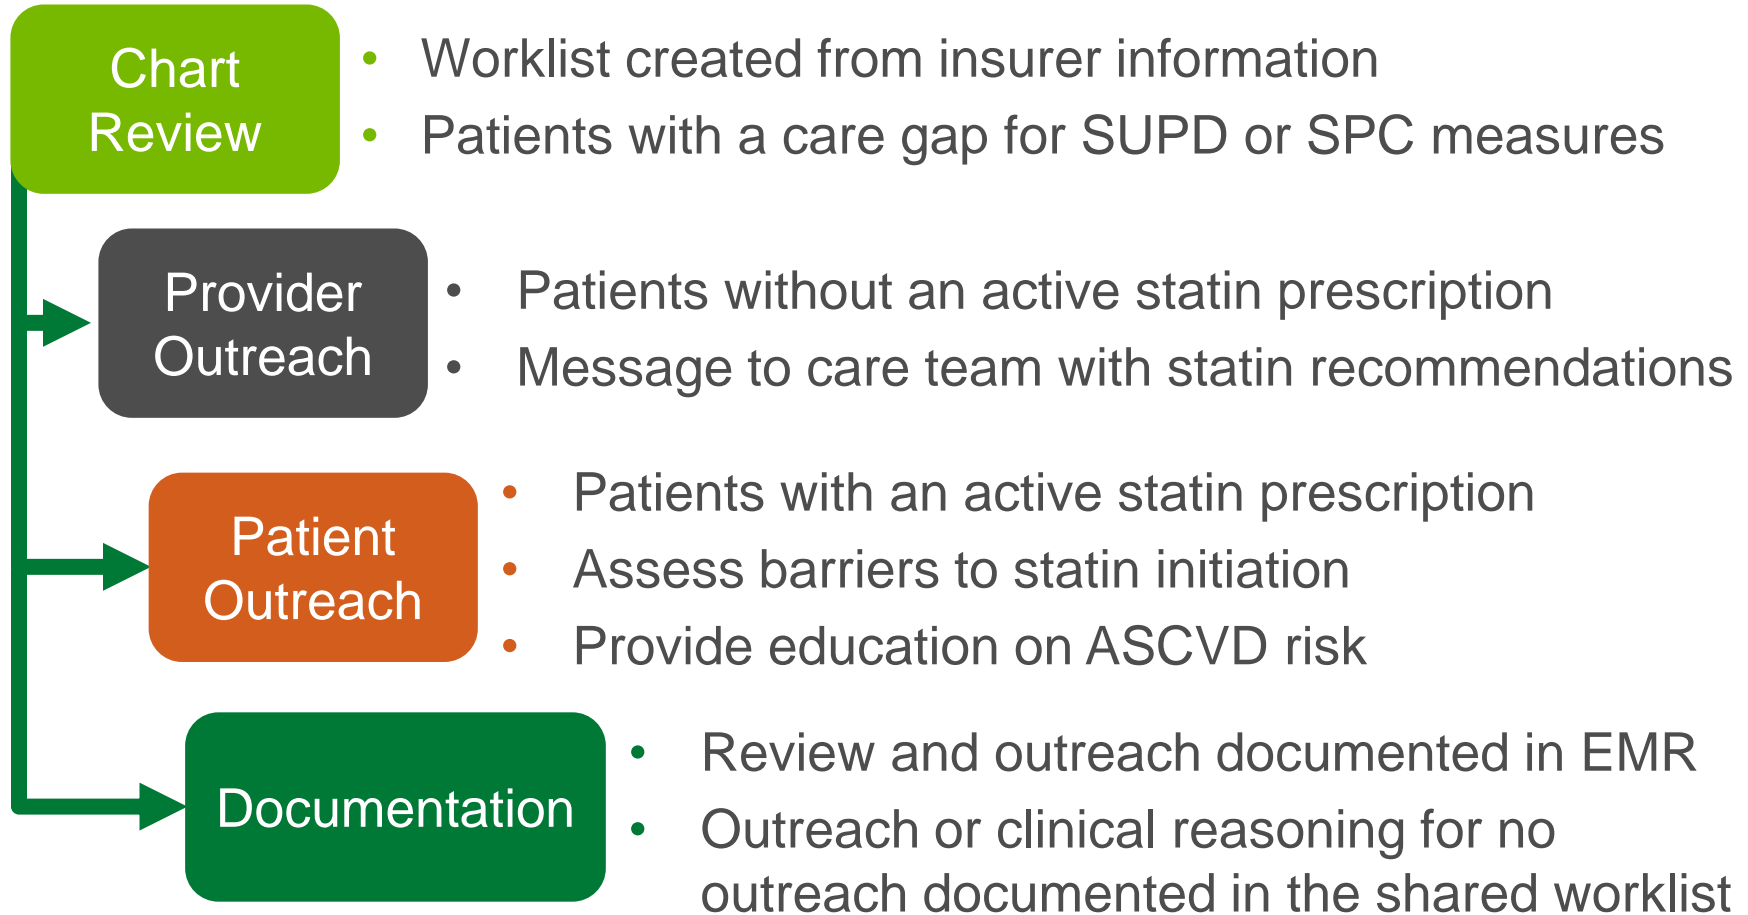 Chart
Review
• Worklist created from insurer information
• Patients with a care gap for SUPD or SPC measures
Provider
Outreach
• Patients without an active statin prescription
• Message to care team with statin recommendations
Patient
Outreach
• Patients with an active statin prescription
• Assess barriers to statin initiation
• Provide education on ASCVD risk
Documentation
• Review and outreach documented in EMR
• Outreach or clinical reasoning for no
outreach documented in the shared worklist